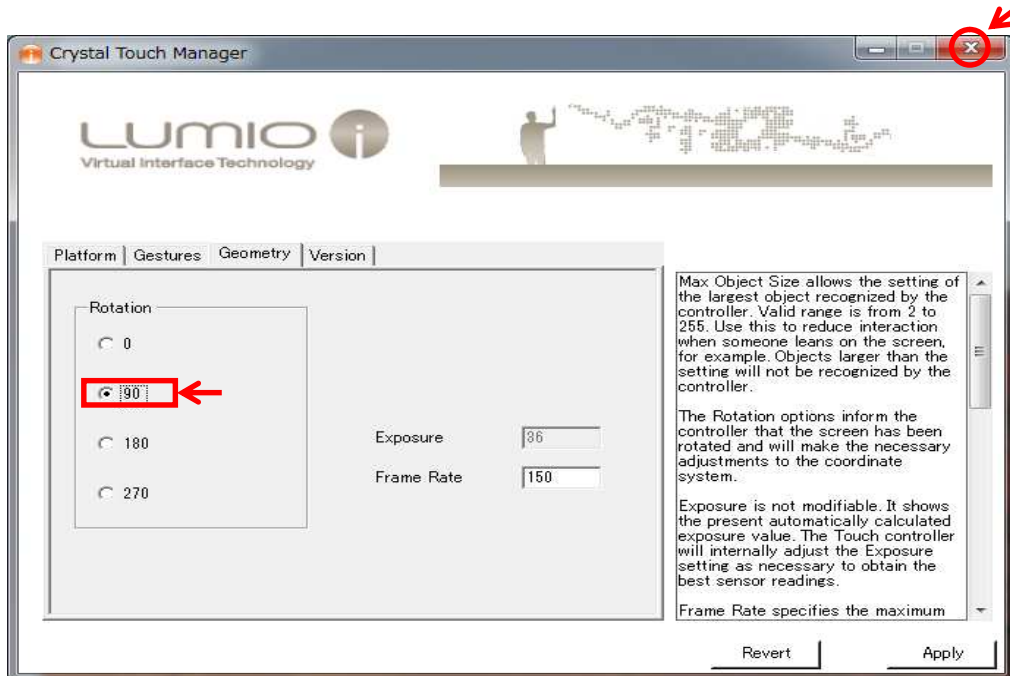 Crystal Touch Manager
LUMIO i
Virtual Interface Technology
Platform
Gestures
Geometry
Version
Rotation
0
90
180
270
Exposure
36
Frame Rate
150
Max Object Size allows the setting of
the largest object recognized by the
controller. Valid range is from 2 to
255. Use this to reduce interaction
when someone leans on the screen,
for example. Objects larger than the
setting will not be recognized by the
controller.
The Rotation options inform the
controller that the screen has been
rotated and will make the necessary
adjustments to the coordinate
system.
Exposure is not modifiable. It shows
the present automatically calculated
exposure value. The Touch controller
will internally adjust the Exposure
setting as necessary to obtain the
best sensor readings.
Frame Rate specifies the maximum
Revert
Apply